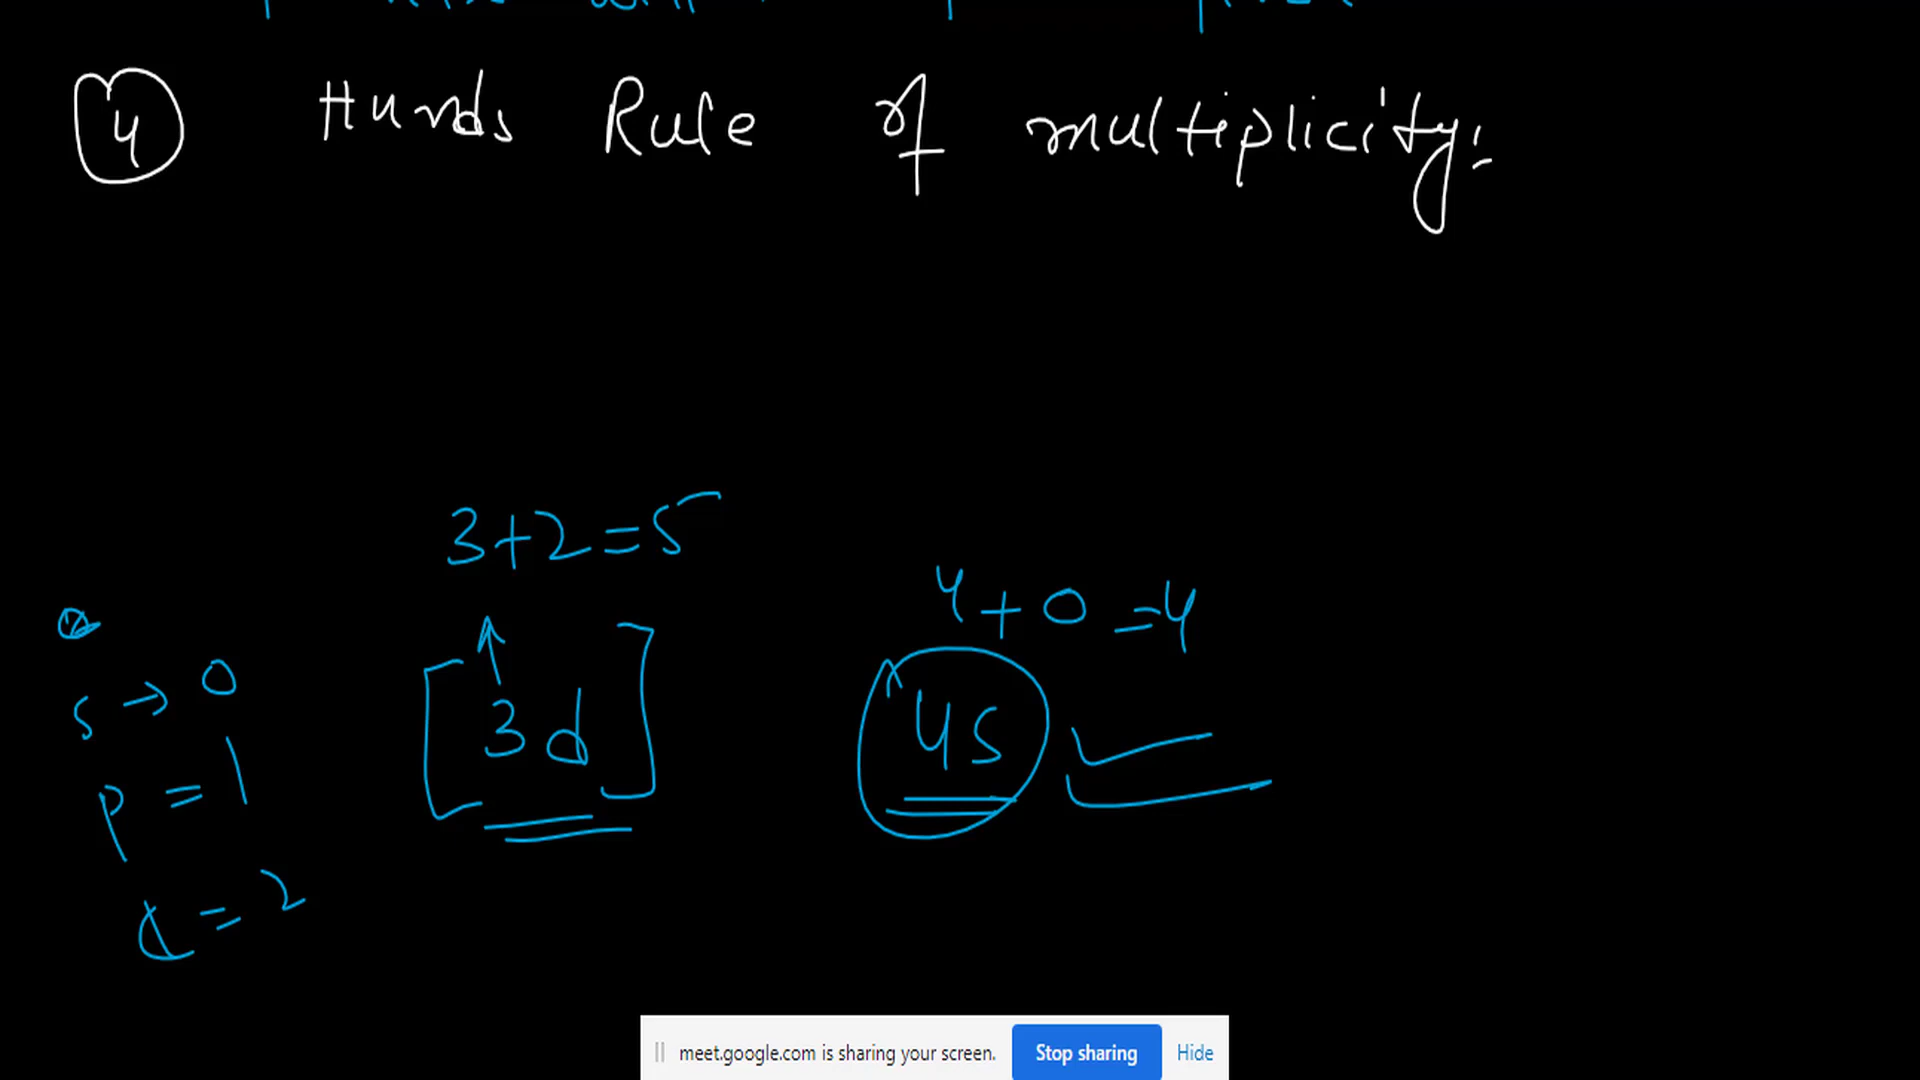 4 Hunds Rule of multiplicity:
3+2=5
4+0=4
s → 0
3d
4s
p = 1
d = 2
meet.google.com is sharing your screen. Stop sharing Hide